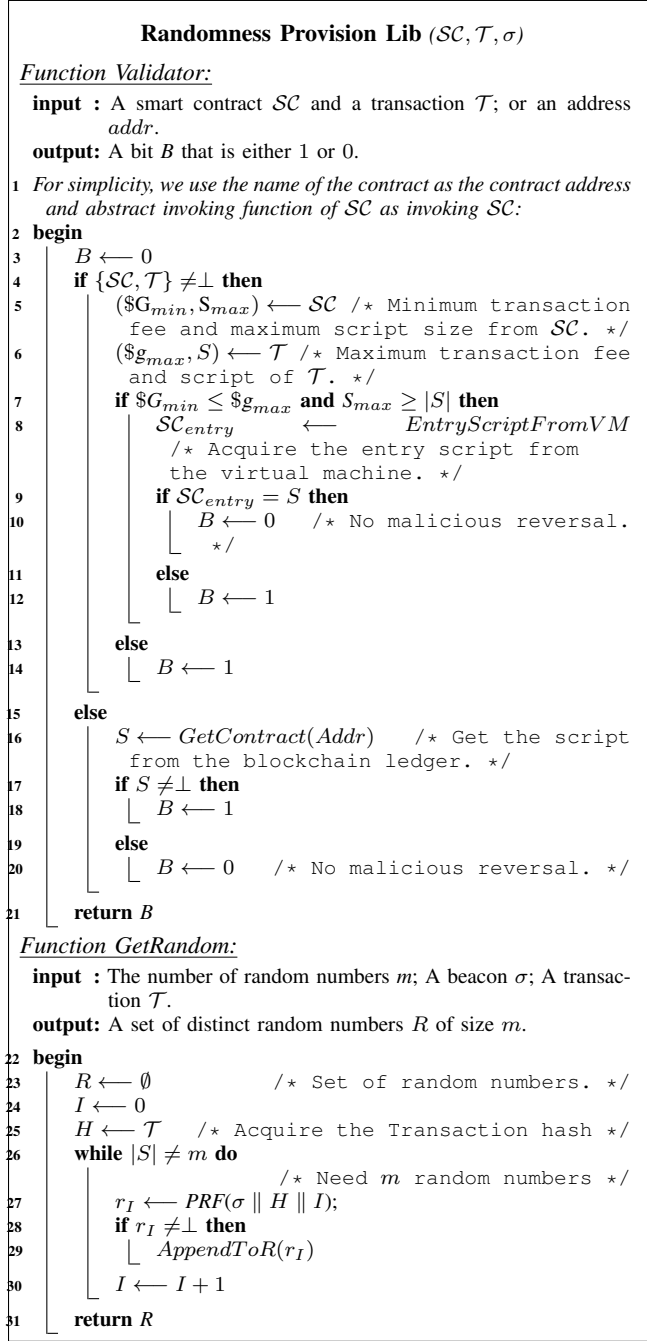 Randomness Provision Lib (𝒮𝒞, 𝒯, σ)
Function Validator:
input : A smart contract 𝒮𝒞 and a transaction 𝒯; or an address
addr.
output: A bit B that is either 1 or 0.
1 For simplicity, we use the name of the contract as the contract address
and abstract invoking function of 𝒮𝒞 as invoking 𝒮𝒞:
2 begin
3 B ⟵ 0
4 if {𝒮𝒞, 𝒯} ≠⊥ then
5 ($G_min, S_max) ⟵ 𝒮𝒞 /* Minimum transaction
fee and maximum script size from 𝒮𝒞. */
6 ($g_max, S) ⟵ 𝒯 /* Maximum transaction fee
and script of 𝒯. */
7 if $G_min ≤ $g_max and S_max ≥ |S| then
8 𝒮𝒞_entry ⟵ EntryScriptFromVM
/* Acquire the entry script from
the virtual machine. */
9 if 𝒮𝒞_entry = S then
10 B ⟵ 0 /* No malicious reversal.
*/
11 else
12 B ⟵ 1
13 else
14 B ⟵ 1
15 else
16 S ⟵ GetContract(Addr) /* Get the script
from the blockchain ledger. */
17 if S ≠⊥ then
18 B ⟵ 1
19 else
20 B ⟵ 0 /* No malicious reversal. */
21 return B
Function GetRandom:
input : The number of random numbers m; A beacon σ; A transac-
tion 𝒯.
output: A set of distinct random numbers R of size m.
22 begin
23 R ⟵ ∅ /* Set of random numbers. */
24 I ⟵ 0
25 H ⟵ 𝒯 /* Acquire the Transaction hash */
26 while |S| ≠ m do
/* Need m random numbers */
27 r_I ⟵ PRF(σ ∥ H ∥ I);
28 if r_I ≠⊥ then
29 AppendToR(r_I)
30 I ⟵ I + 1
31 return R